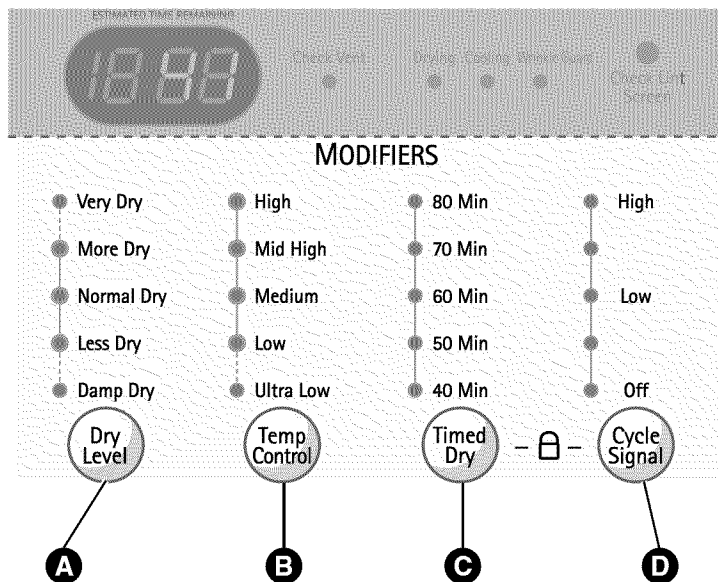 ESTIMATED TIME REMAINING
41
Check Vent
Drying Cooling Wrinkle Guard
Check Lint
Screen
MODIFIERS
Very Dry High 80 Min High
More Dry Mid High 70 Min
Normal Dry Medium 60 Min Low
Less Dry Low 50 Min
Damp Dry Ultra Low 40 Min Off
Dry Level
Temp Control
Timed Dry
Cycle Signal
A B C D